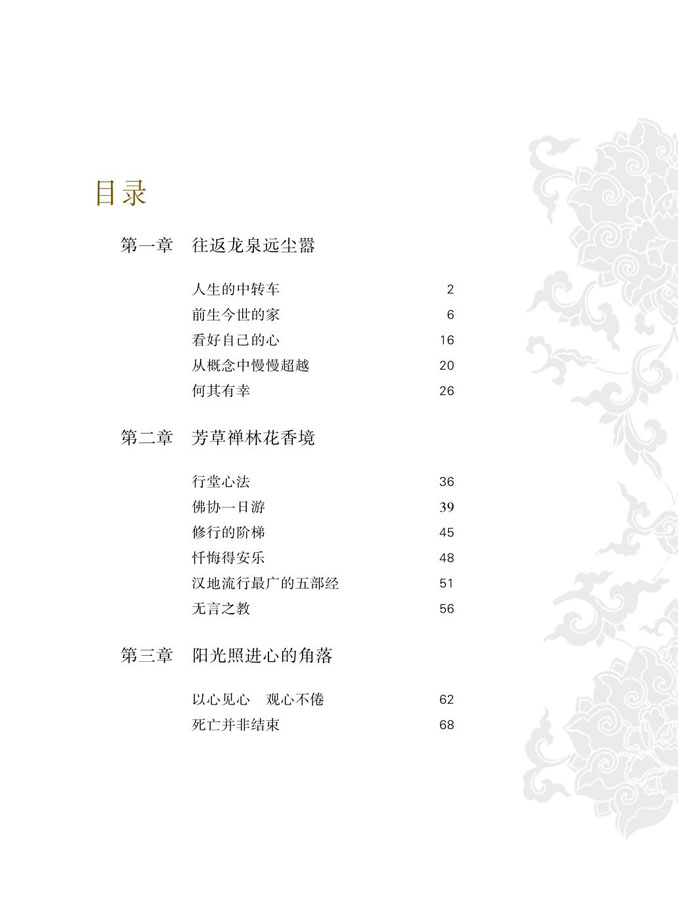 目录
第一章 往返龙泉远尘嚣
人生的中转车 2
前生今世的家 6
看好自己的心 16
从概念中慢慢超越 20
何其有幸 26
第二章 芳草禅林花香境
行堂心法 36
佛协一日游 39
修行的阶梯 45
忏悔得安乐 48
汉地流行最广的五部经 51
无言之教 56
第三章 阳光照进心的角落
以心见心 观心不倦 62
死亡并非结束 68